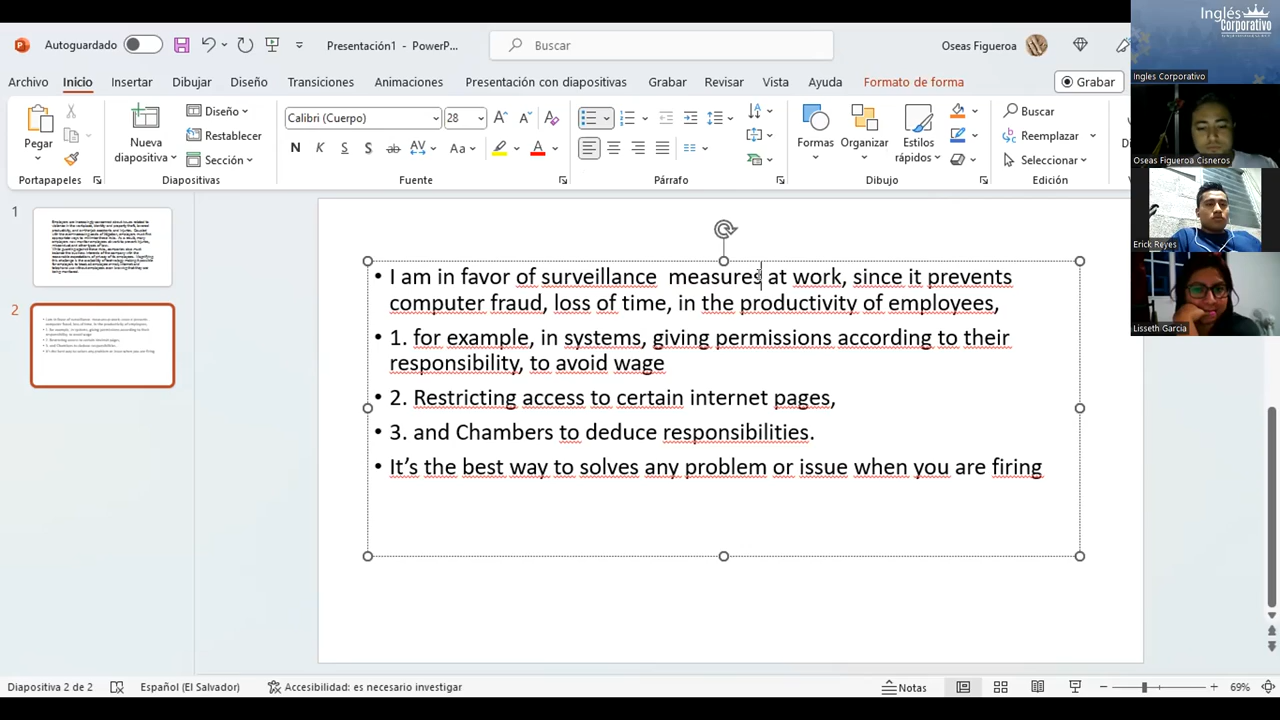 Autoguardado
Presentación1 - PowerP...
Buscar
Oseas Figueroa
Inglés
Corporativo
Ingles Corporativo
Archivo Inicio Insertar Dibujar Diseño Transiciones Animaciones Presentación con diapositivas Grabar Revisar Vista Ayuda Formato de forma Grabar
Pegar
Nueva
diapositiva
Diseño
Restablecer
Sección
Calibri (Cuerpo) 28
N K S S ab AV Aa A
Formas Organizar Estilos
rápidos
Buscar
Reemplazar
Seleccionar
Portapapeles Diapositivas Fuente Párrafo Dibujo Edición
Oseas Figueroa Cisneros
Erick Reyes
Lisseth Garcia
1
2
• I am in favor of surveillance  measures at work, since it prevents
computer fraud, loss of time, in the productivity of employees,
• 1. for example, in systems, giving permissions according to their
responsibility, to avoid wage
• 2. Restricting access to certain internet pages,
• 3. and Chambers to deduce responsibilities.
• It’s the best way to solves any problem or issue when you are firing
Diapositiva 2 de 2 Español (El Salvador) Accesibilidad: es necesario investigar Notas 69%